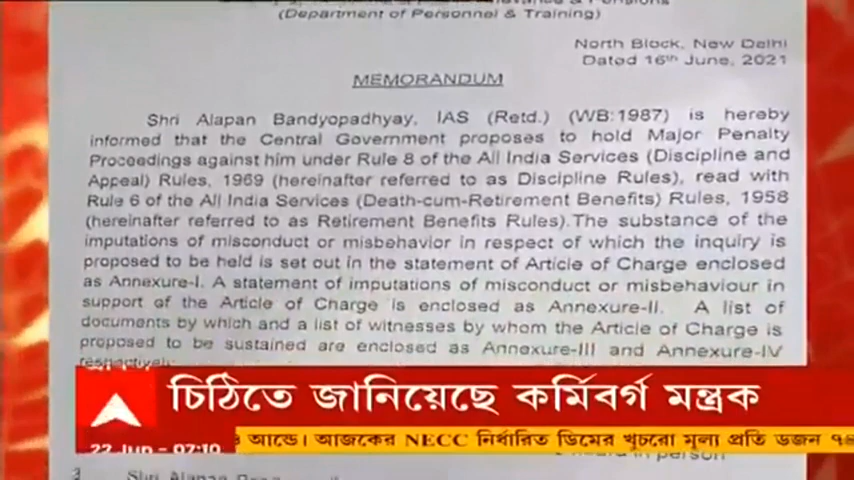 (Department of Personnel & Training)
North Block, New Delhi
Dated 16th June, 2021
MEMORANDUM
Shri Alapan Bandyopadhyay, IAS (Retd.) (WB:1987) is hereby
informed that the Central Government proposes to hold Major Penalty
Proceedings against him under Rule 8 of the All India Services (Discipline and
Appeal) Rules, 1969 (hereinafter referred to as Discipline Rules), read with
Rule 6 of the All India Services (Death-cum-Retirement Benefits) Rules, 1958
(hereinafter referred to as Retirement Benefits Rules). The substance of the
imputations of misconduct or misbehavior in respect of which the inquiry is
proposed to be held is set out in the statement of Article of Charge enclosed
as Annexure-I. A statement of imputations of misconduct or misbehaviour in
support of the Article of Charge is enclosed as Annexure-II. A list of
documents by which and a list of witnesses by whom the Article of Charge is
proposed to be sustained are enclosed as Annexure-III and Annexure-IV
respectively.
চিঠিতে জানিয়েছে কর্মিবর্গ মন্ত্রক
22 Jun - 07:10
আন্ডে। আজকের NECC নির্ধারিত ডিমের খুচরো মূল্য প্রতি ডজন
in person
Shri Alapan